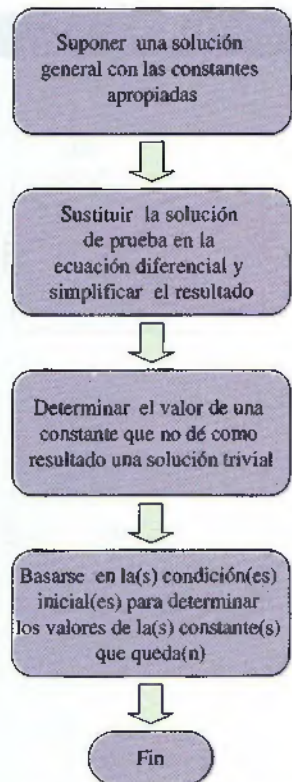 Suponer una solución
general con las constantes
apropiadas
Sustituir la solución
de prueba en la
ecuación diferencial y
simplificar el resultado
Determinar el valor de una
constante que no dé como
resultado una solución trivial
Basarse en la(s) condición(es)
inicial(es) para determinar
los valores de la(s) constante(s)
que queda(n)
Fin